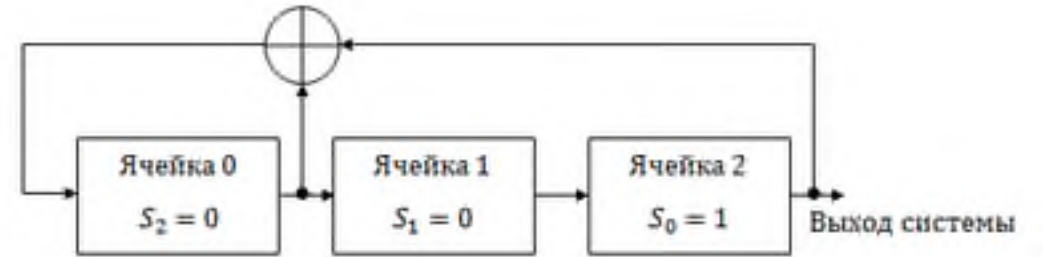 Ячейка 0
S₂ = 0
Ячейка 1
S₁ = 0
Ячейка 2
S₀ = 1
Выход системы